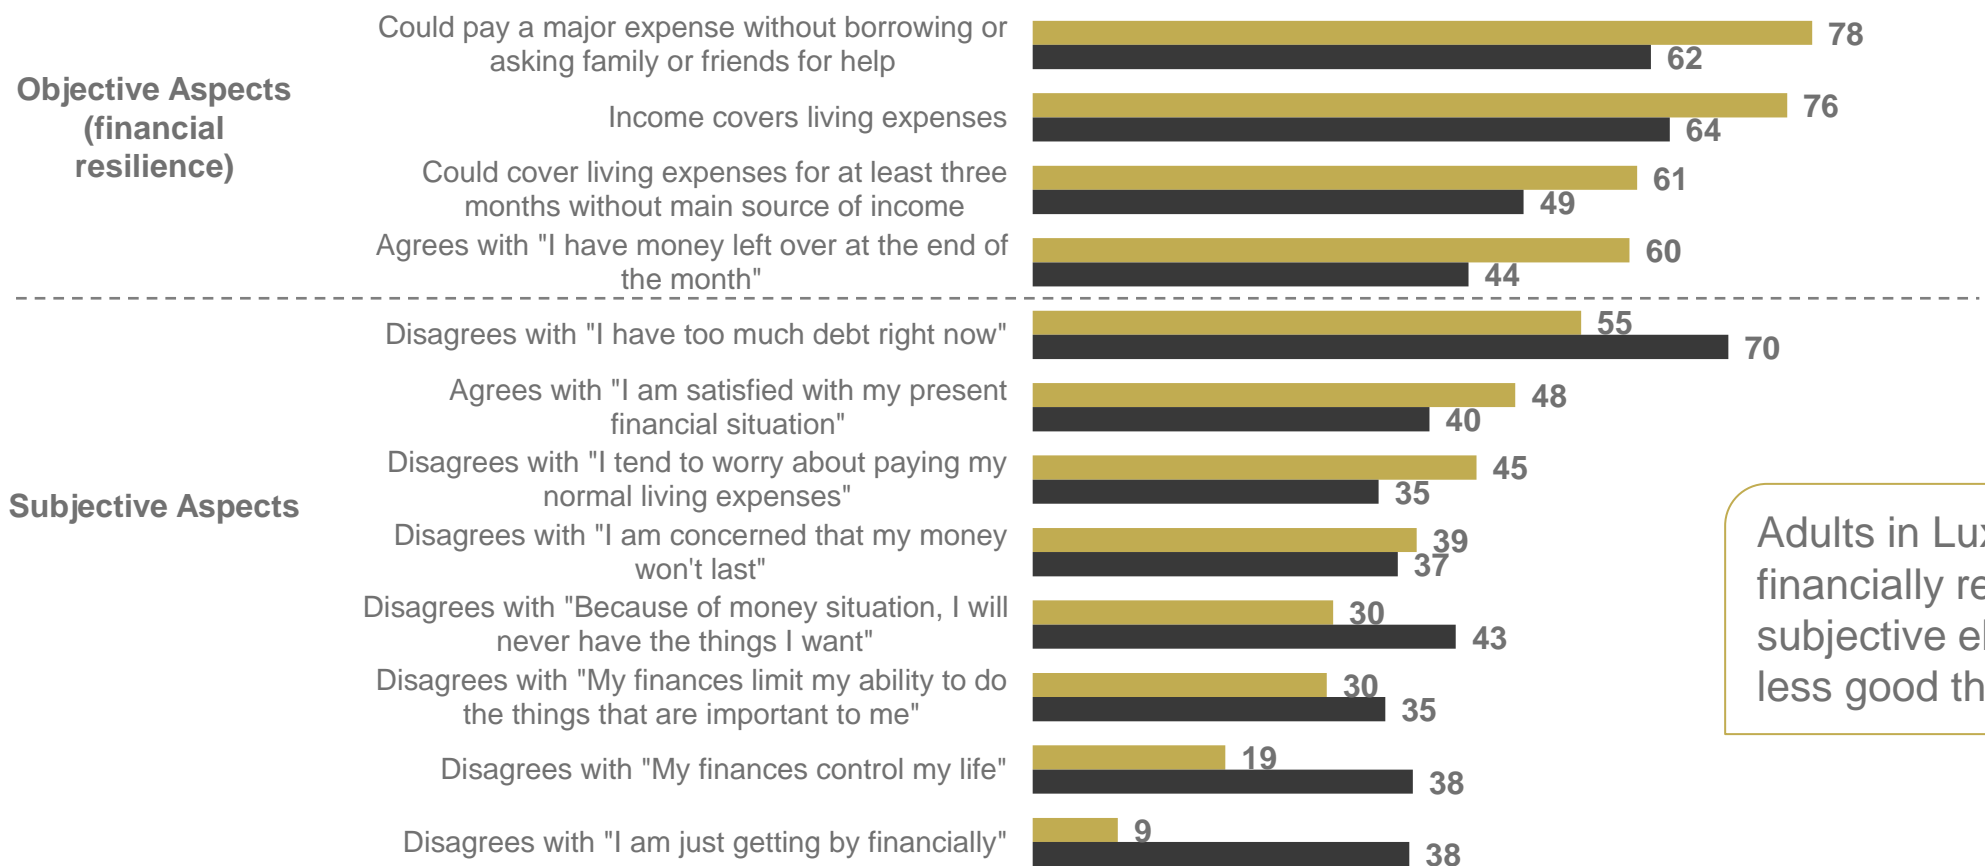 Could pay a major expense without borrowing or
asking family or friends for help
78
62
Objective Aspects
(financial
resilience)
Income covers living expenses
76
64
Could cover living expenses for at least three
months without main source of income
61
49
Agrees with "I have money left over at the end of
the month"
60
44
Disagrees with "I have too much debt right now"
55
70
Agrees with "I am satisfied with my present
financial situation"
48
40
Subjective Aspects
Disagrees with "I tend to worry about paying my
normal living expenses"
45
35
Disagrees with "I am concerned that my money
won't last"
39
37
Disagrees with "Because of money situation, I will
never have the things I want"
30
43
Disagrees with "My finances limit my ability to do
the things that are important to me"
30
35
Disagrees with "My finances control my life"
19
38
Disagrees with "I am just getting by financially"
9
38
Adults in
financially
subjective
less good